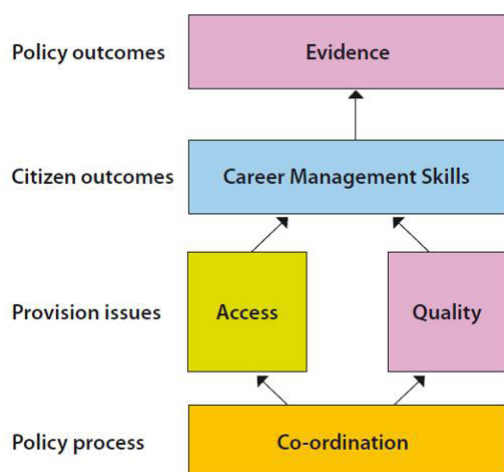 Policy outcomes
Evidence
Citizen outcomes
Career Management Skills
Provision issues
Access
Quality
Policy process
Co-ordination